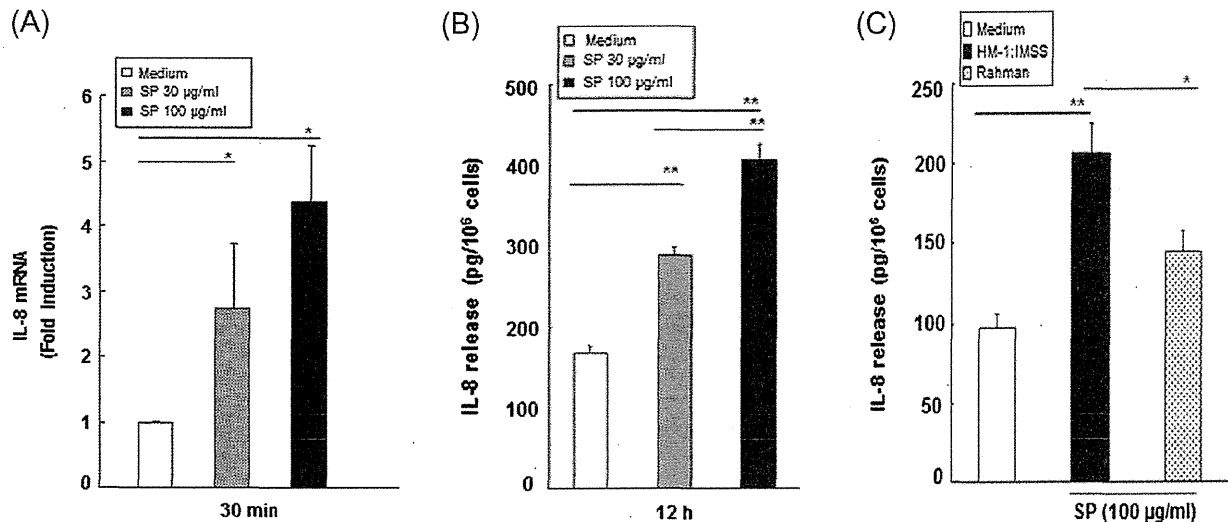 (A)
Medium
SP 30 µg/ml
SP 100 µg/ml
6
5
4
3
2
1
0
IL-8 mRNA
(Fold Induction)
*
*
30 min
(B)
Medium
SP 30 µg/ml
SP 100 µg/ml
500
400
300
200
100
0
IL-8 release (pg/10⁶ cells)
**
**
**
12 h
(C)
Medium
HM-1:IMSS
Rahman
250
200
150
100
50
0
IL-8 release (pg/10⁶ cells)
**
*
SP (100 µg/ml)